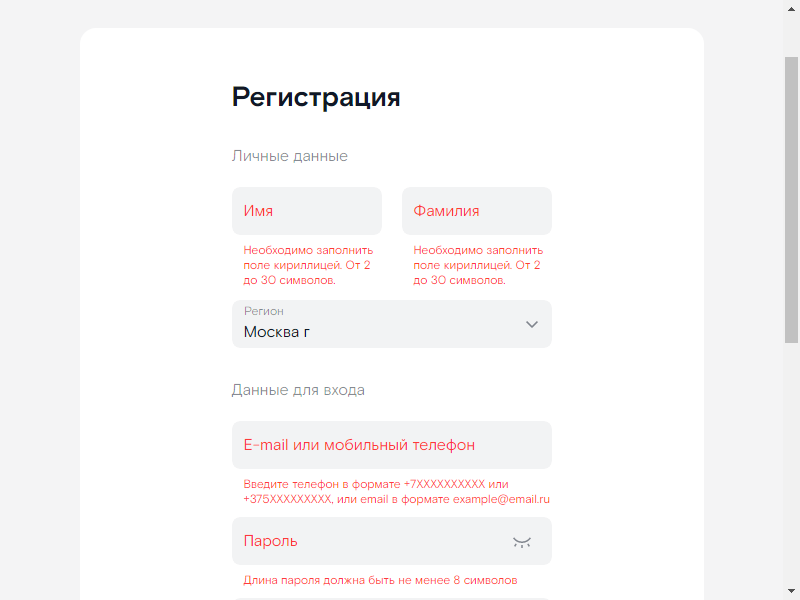 Регистрация
Личные данные
Имя
Фамилия
Необходимо заполнить
поле кириллицей. От 2
до 30 символов.
Необходимо заполнить
поле кириллицей. От 2
до 30 символов.
Регион
Москва г
Данные для входа
E-mail или мобильный телефон
Введите телефон в формате +7XXXXXXXXXX или
+375XXXXXXXXX, или email в формате example@email.ru
Пароль
Длина пароля должна быть не менее 8 символов